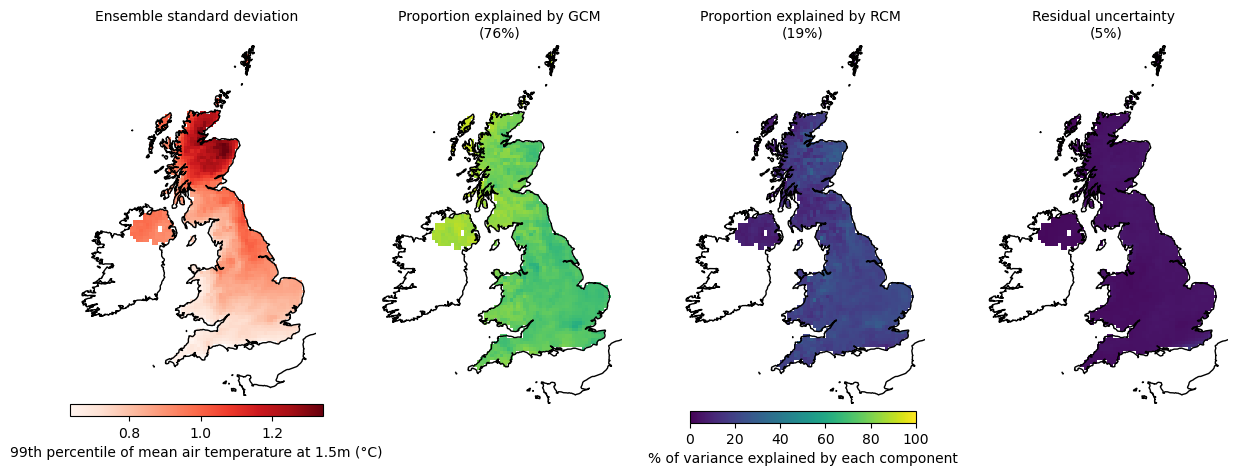 Ensemble standard deviation
Proportion explained by GCM
(76%)
Proportion explained by RCM
(19%)
Residual uncertainty
(5%)
0.8 1.0 1.2
99th percentile of mean air temperature at 1.5m (°C)
0 20 40 60 80 100
% of variance explained by each component